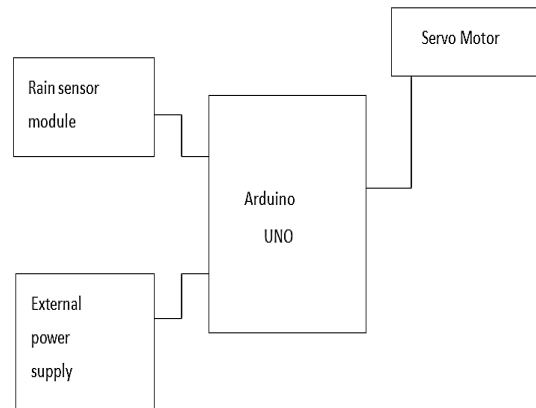 Servo Motor
Rain sensor
module
Arduino
UNO
External
power
supply